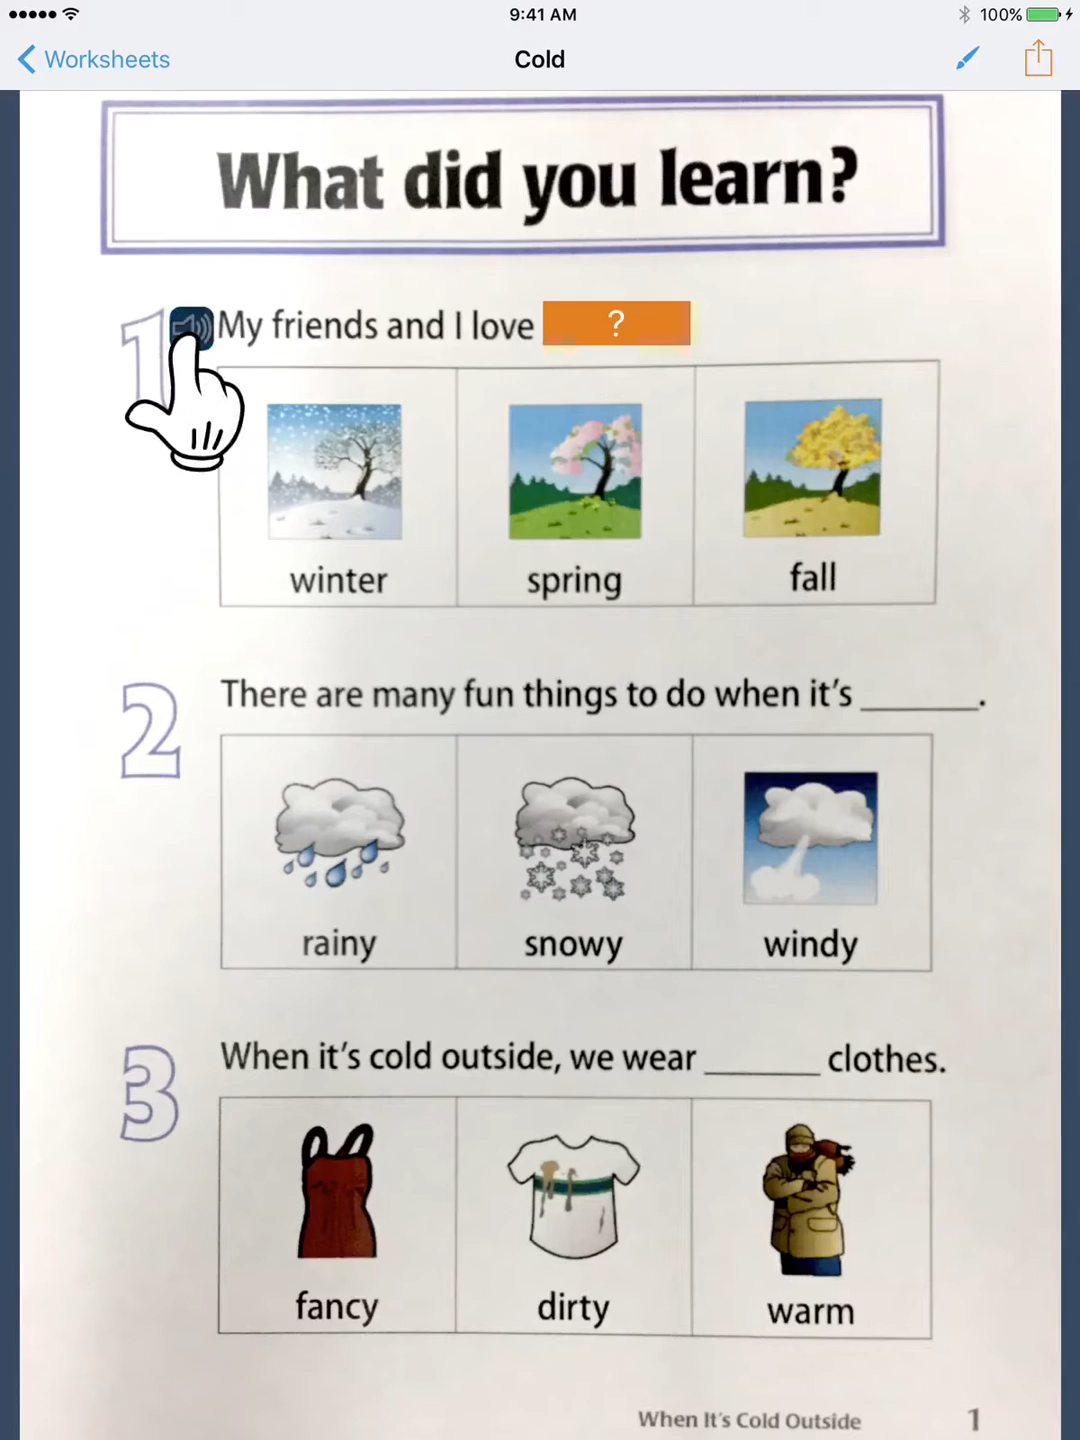 9:41 AM
100%
Worksheets
Cold
What did you learn?
1 My friends and I love ?
winter spring fall
2 There are many fun things to do when it's ______.
rainy snowy windy
3 When it's cold outside, we wear ______ clothes.
fancy dirty warm
When It's Cold Outside 1